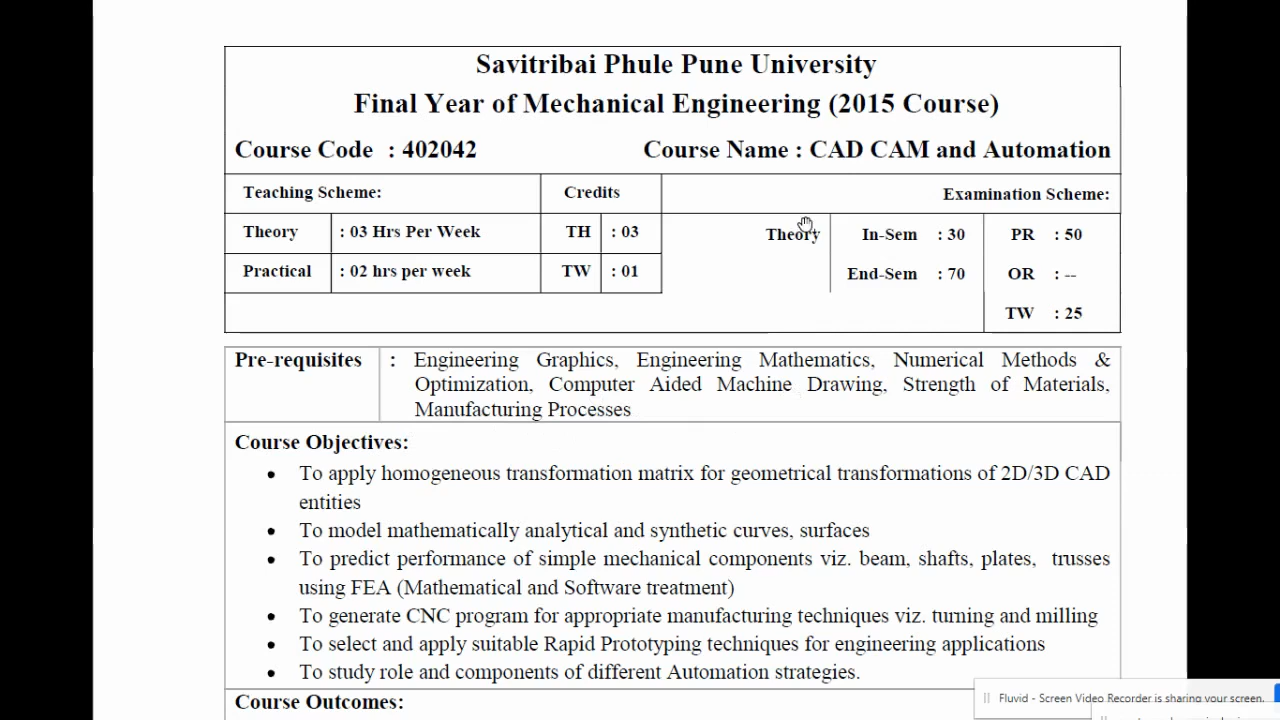 Savitribai Phule Pune University
Final Year of Mechanical Engineering (2015 Course)
Course Code : 402042 Course Name : CAD CAM and Automation
Teaching Scheme: Credits Examination Scheme:
Theory : 03 Hrs Per Week TH : 03 Theory In-Sem : 30 PR : 50
Practical : 02 hrs per week TW : 01 End-Sem : 70 OR : --
TW : 25
Pre-requisites : Engineering Graphics, Engineering Mathematics, Numerical Methods &
Optimization, Computer Aided Machine Drawing, Strength of Materials,
Manufacturing Processes
Course Objectives:
• To apply homogeneous transformation matrix for geometrical transformations of 2D/3D CAD
entities
• To model mathematically analytical and synthetic curves, surfaces
• To predict performance of simple mechanical components viz. beam, shafts, plates, trusses
using FEA (Mathematical and Software treatment)
• To generate CNC program for appropriate manufacturing techniques viz. turning and milling
• To select and apply suitable Rapid Prototyping techniques for engineering applications
• To study role and components of different Automation strategies.
Course Outcomes:
Fluvid - Screen Video Recorder is sharing your screen.